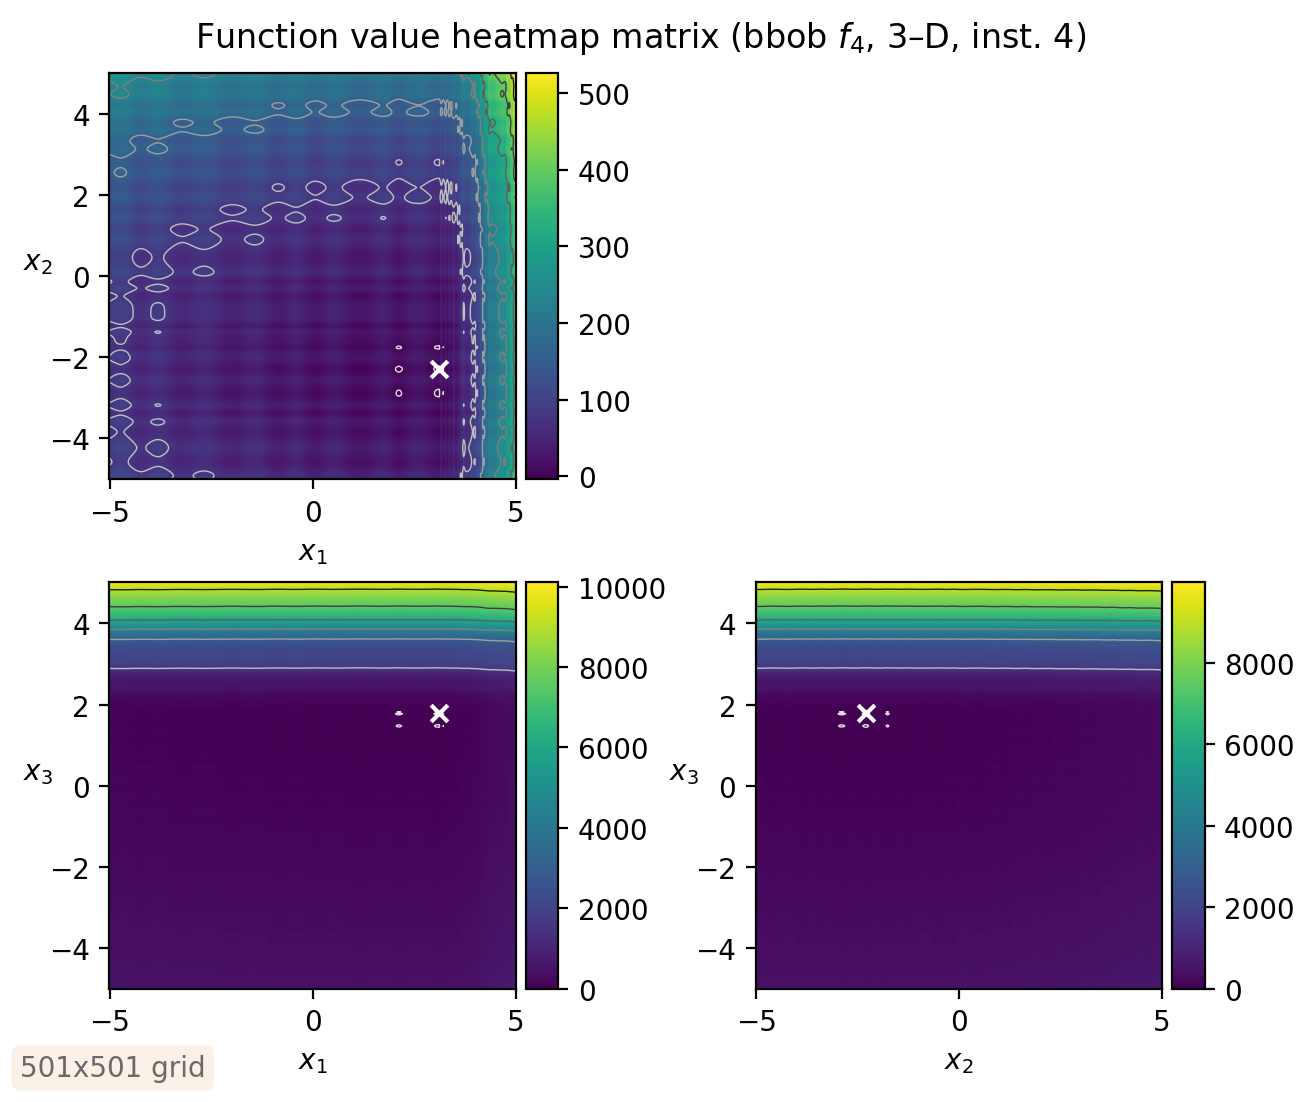 Function value heatmap matrix (bbob f₄, 3–D, inst. 4)
4
2
0
−2
−4
x₂
−5 0 5
x₁
500
400
300
200
100
0
4
2
0
−2
−4
x₃
−5 0 5
x₁
10000
8000
6000
4000
2000
0
4
2
0
−2
−4
x₃
−5 0 5
x₂
8000
6000
4000
2000
0
501x501 grid